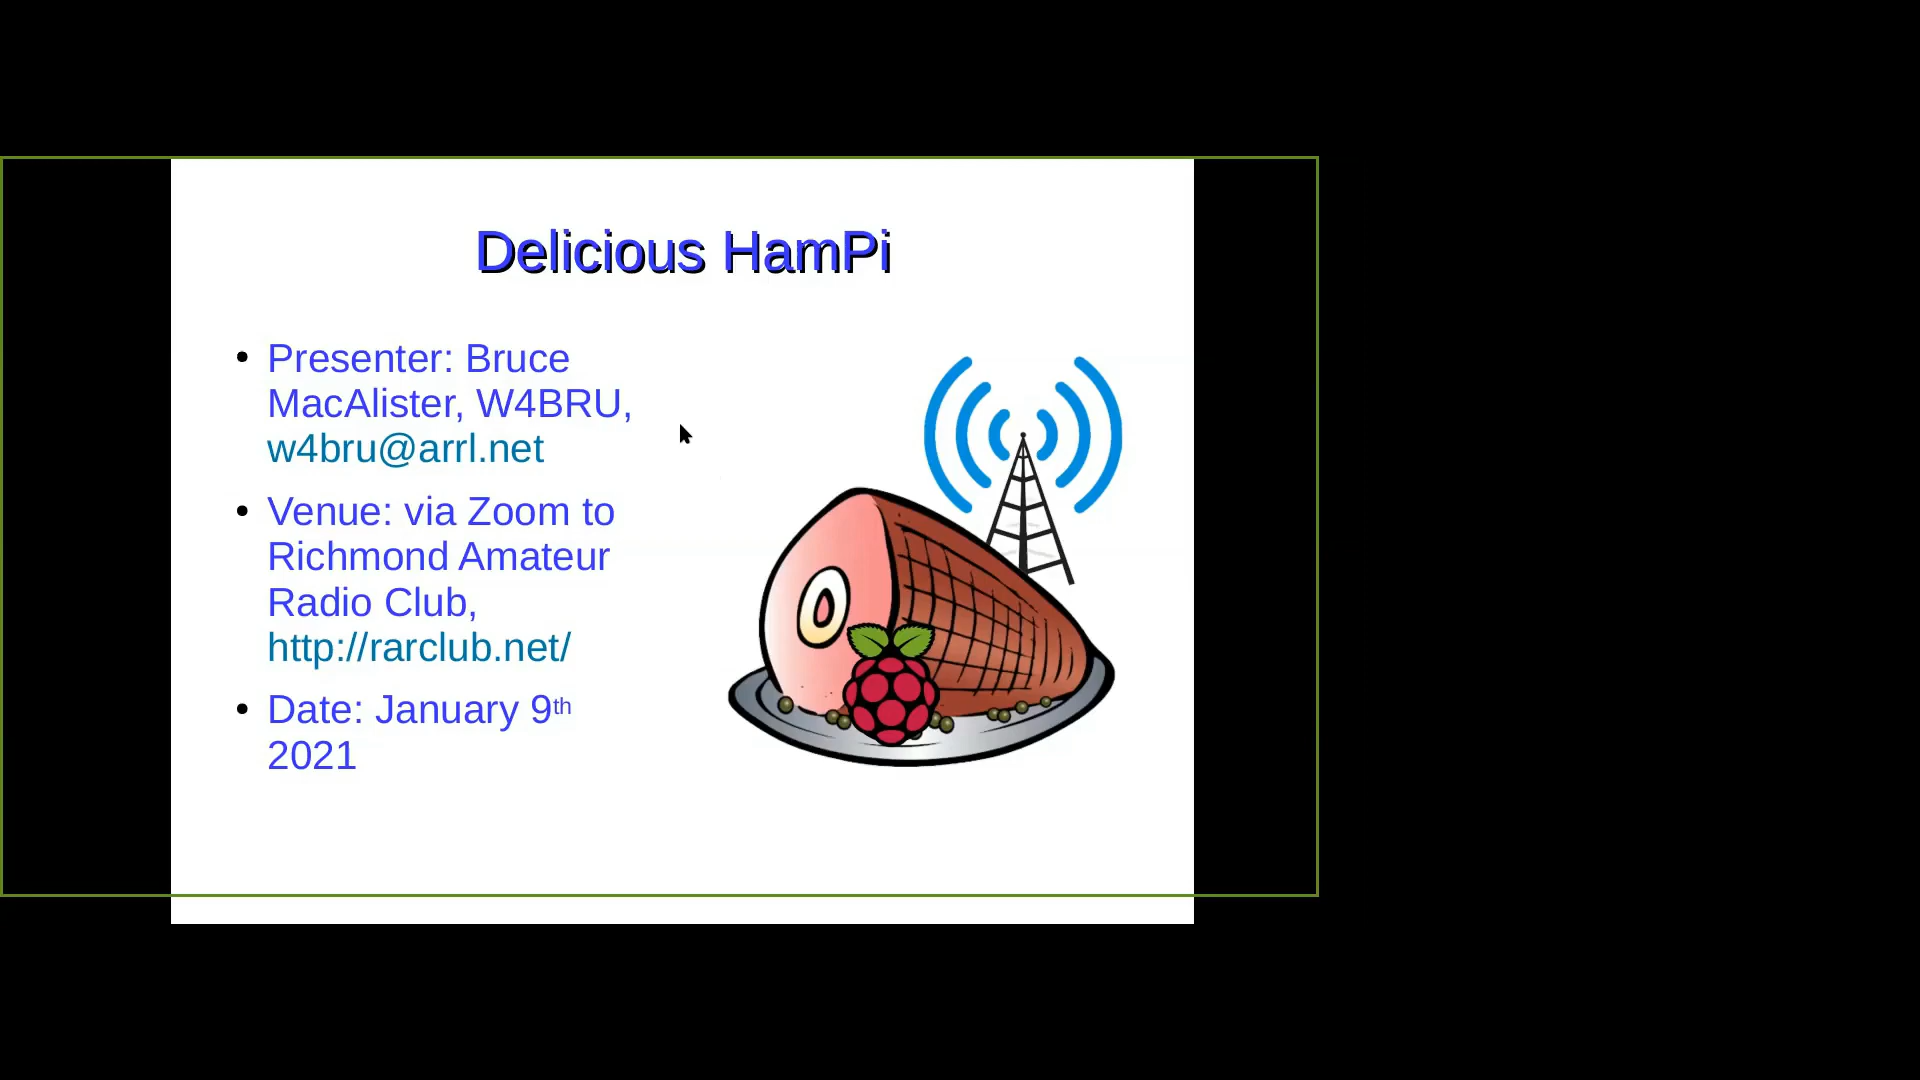 Delicious HamPi
• Presenter: Bruce
MacAlister, W4BRU,
w4bru@arrl.net
• Venue: via Zoom to
Richmond Amateur
Radio Club,
http://rarclub.net/
• Date: January 9th
2021